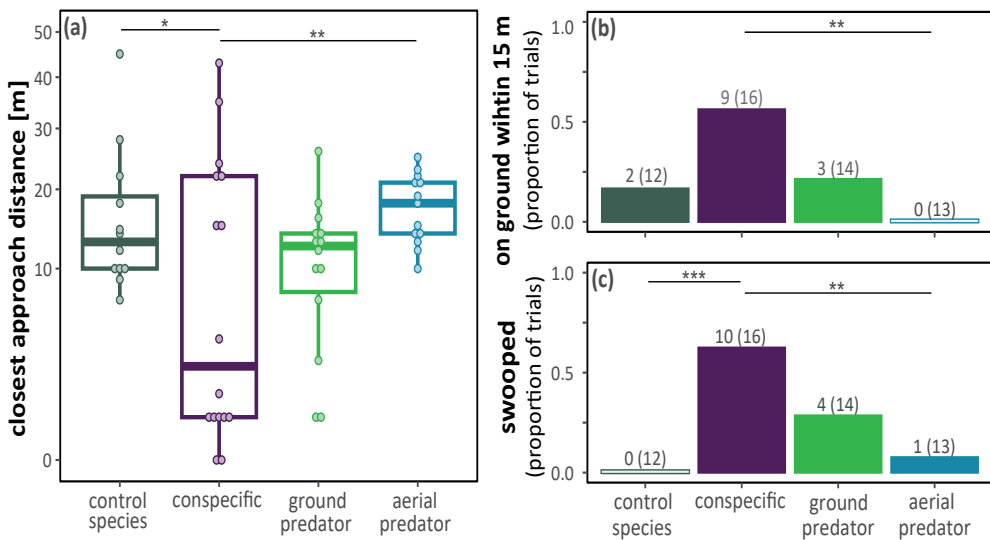 (a)
*
**
closest approach distance [m]
50
40
30
20
10
0
control
species
conspecific
ground
predator
aerial
predator
(b)
**
on ground wihtin 15 m
(proportion of trials)
1.0
0.5
0.0
2 (12)
9 (16)
3 (14)
0 (13)
(c)
***
**
swooped
(proportion of trials)
1.0
0.5
0.0
0 (12)
10 (16)
4 (14)
1 (13)
control
species
conspecific
ground
predator
aerial
predator